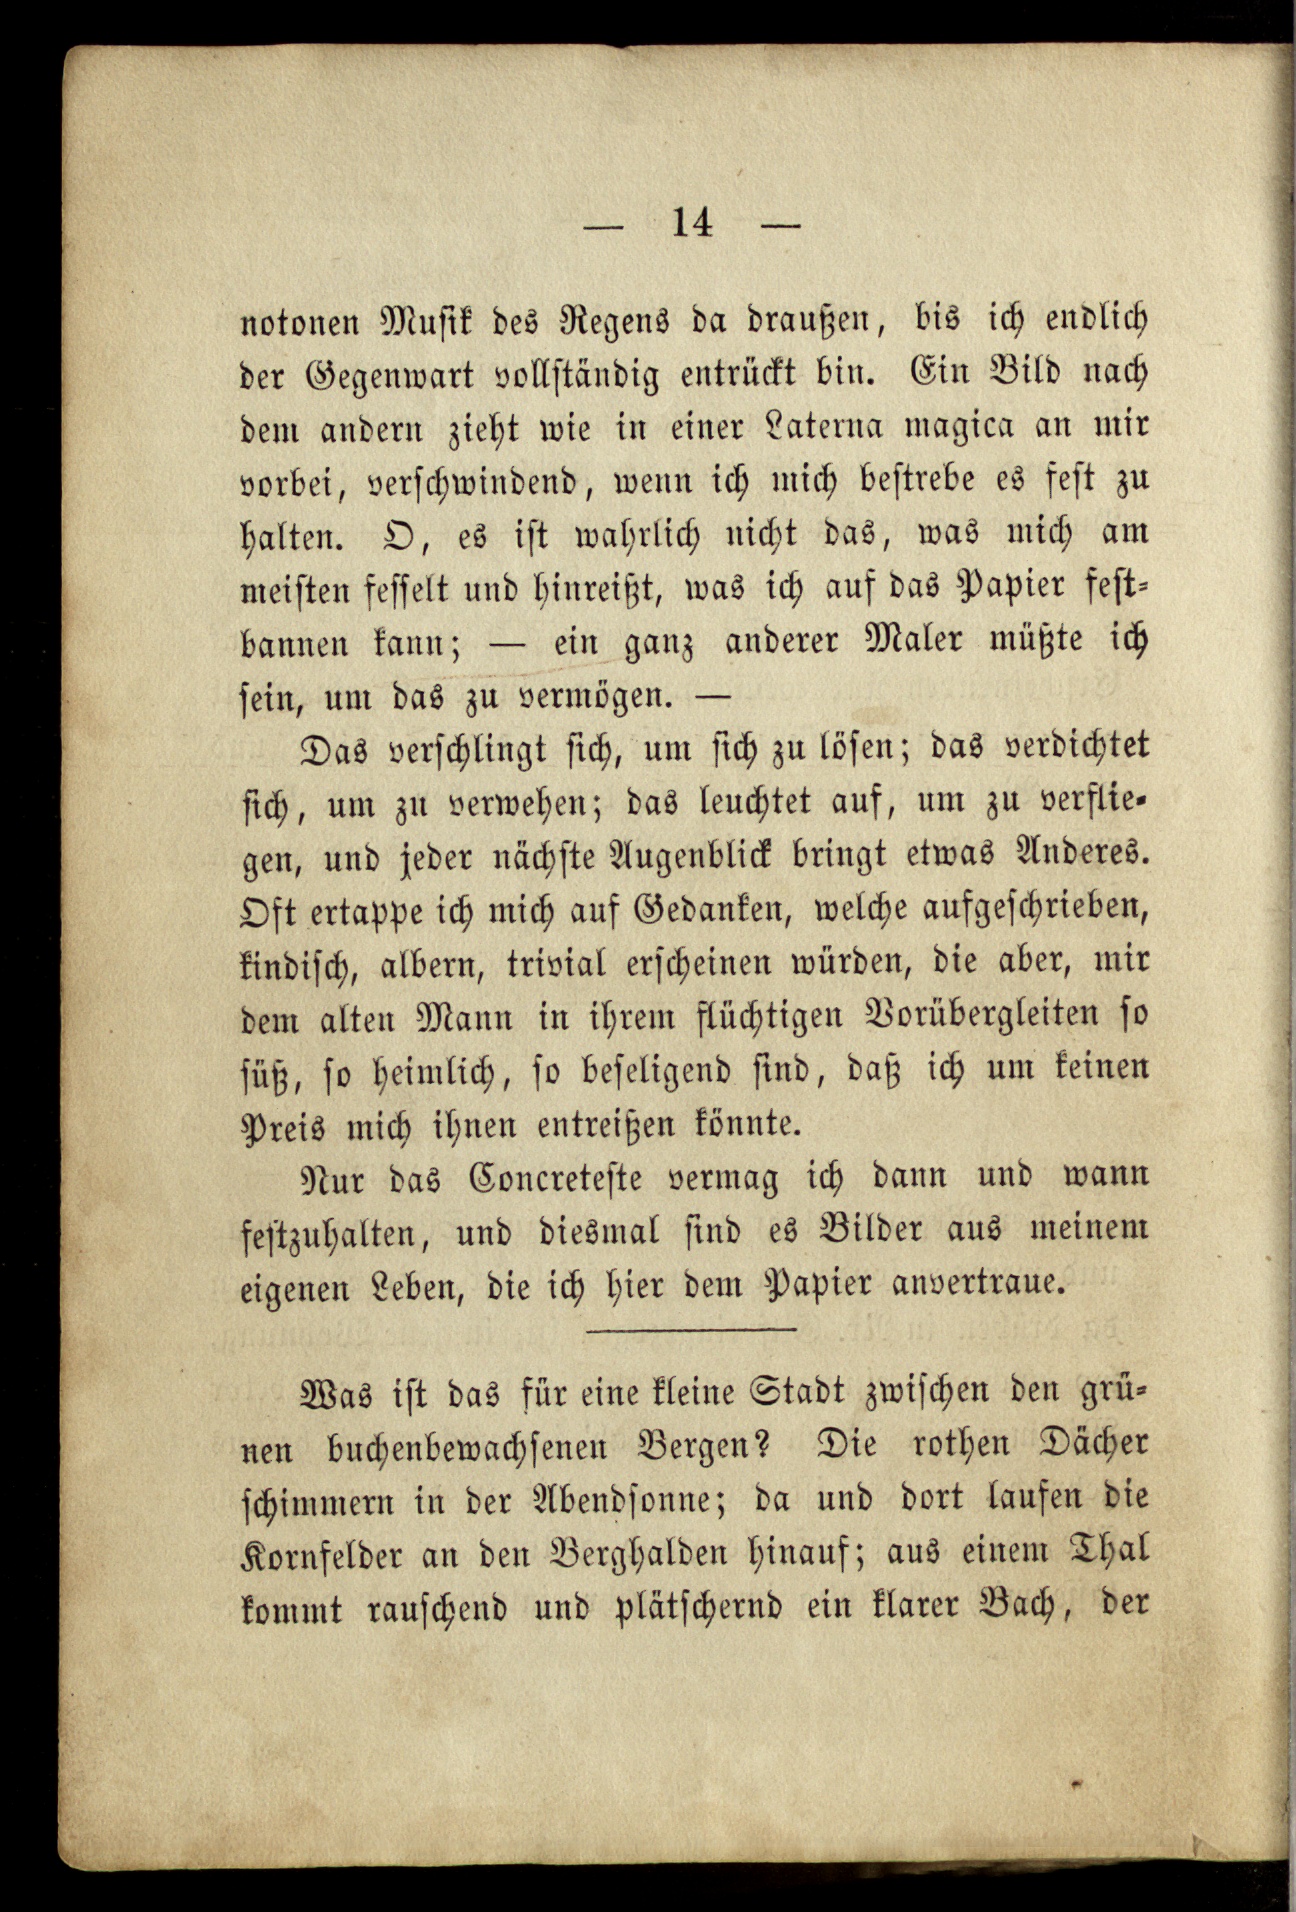 — 14 —
notonen Musik des Regens da draußen, bis ich endlich
der Gegenwart vollständig entrückt bin. Ein Bild nach
dem andern zieht wie in einer Laterna magica an mir
vorbei, verschwindend, wenn ich mich bestrebe es fest zu
halten. O, es ist wahrlich nicht das, was mich am
meisten fesselt und hinreißt, was ich auf das Papier fest-
bannen kann; — ein ganz anderer Maler müßte ich
sein, um das zu vermögen. —
Das verschlingt sich, um sich zu lösen; das verdichtet
sich, um zu verwehen; das leuchtet auf, um zu verflie-
gen, und jeder nächste Augenblick bringt etwas Anderes.
Oft ertappe ich mich auf Gedanken, welche aufgeschrieben,
kindisch, albern, trivial erscheinen würden, die aber, mir
dem alten Mann in ihrem flüchtigen Vorübergleiten so
süß, so heimlich, so beseligend sind, daß ich um keinen
Preis mich ihnen entreißen könnte.
Nur das Concreteste vermag ich dann und wann
festzuhalten, und diesmal sind es Bilder aus meinem
eigenen Leben, die ich hier dem Papier anvertraue.
Was ist das für eine kleine Stadt zwischen den grü-
nen buchenbewachsenen Bergen? Die rothen Dächer
schimmern in der Abendsonne; da und dort laufen die
Kornfelder an den Berghalden hinauf; aus einem Thal
kommt rauschend und plätschernd ein klarer Bach, der